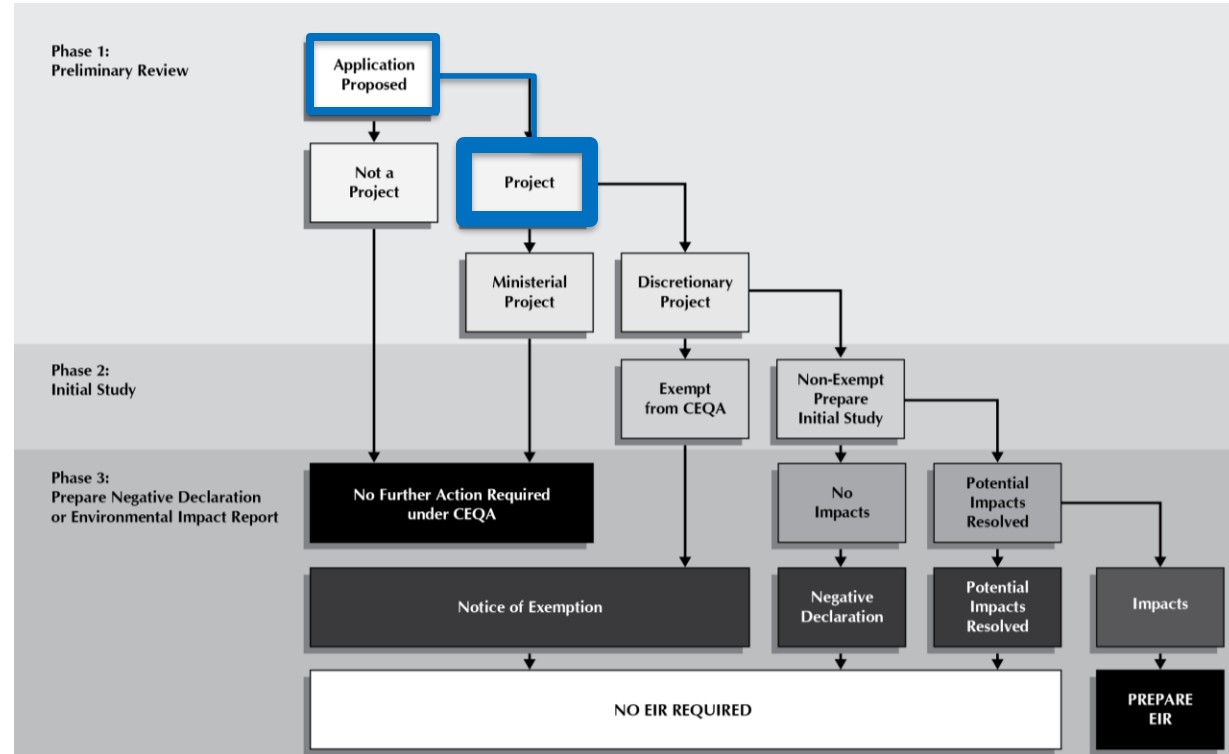 Phase 1:
Preliminary Review
Application
Proposed
Not a
Project
Project
Ministerial
Project
Discretionary
Project
Phase 2:
Initial Study
Exempt
from CEQA
Non-Exempt
Prepare
Initial Study
Phase 3:
Prepare Negative Declaration
or Environmental Impact Report
No Further Action Required
under CEQA
No
Impacts
Potential
Impacts
Resolved
Notice of Exemption
Negative
Declaration
Potential
Impacts
Resolved
Impacts
NO EIR REQUIRED
PREPARE
EIR